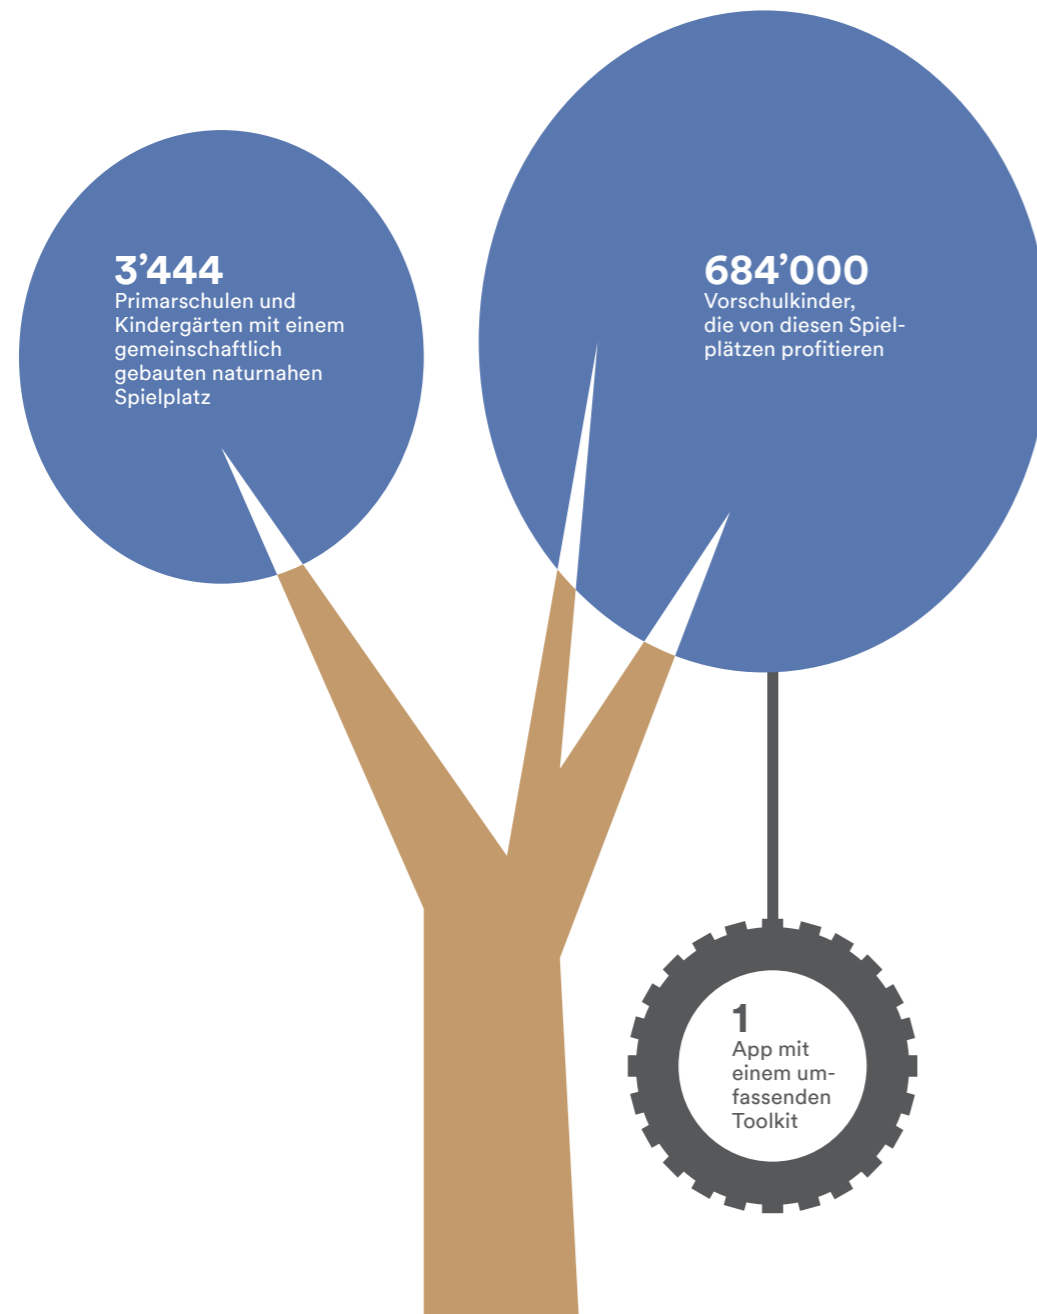 3’444
Primarschulen und
Kindergärten mit einem
gemeinschaftlich
gebauten naturnahen
Spielplatz
684’000
Vorschulkinder,
die von diesen Spiel-
plätzen profitieren
1
App mit
einem um-
fassenden
Toolkit